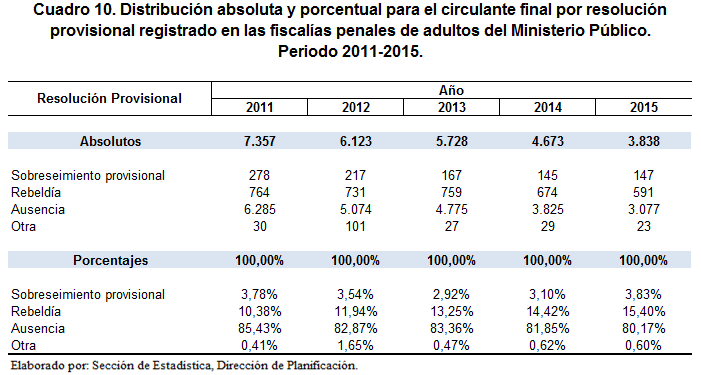 Cuadro 10. Distribución absoluta y porcentual para el circulante final por resolución
provisional registrado en las fiscalías penales de adultos del Ministerio Público.
Periodo 2011-2015.
Resolución Provisional Año
2011 2012 2013 2014 2015
Absolutos 7.357 6.123 5.728 4.673 3.838
Sobreseimiento provisional 278 217 167 145 147
Rebeldía 764 731 759 674 591
Ausencia 6.285 5.074 4.775 3.825 3.077
Otra 30 101 27 29 23
Porcentajes 100,00% 100,00% 100,00% 100,00% 100,00%
Sobreseimiento provisional 3,78% 3,54% 2,92% 3,10% 3,83%
Rebeldía 10,38% 11,94% 13,25% 14,42% 15,40%
Ausencia 85,43% 82,87% 83,36% 81,85% 80,17%
Otra 0,41% 1,65% 0,47% 0,62% 0,60%
Elaborado por: Sección de Estadística, Dirección de Planificación.